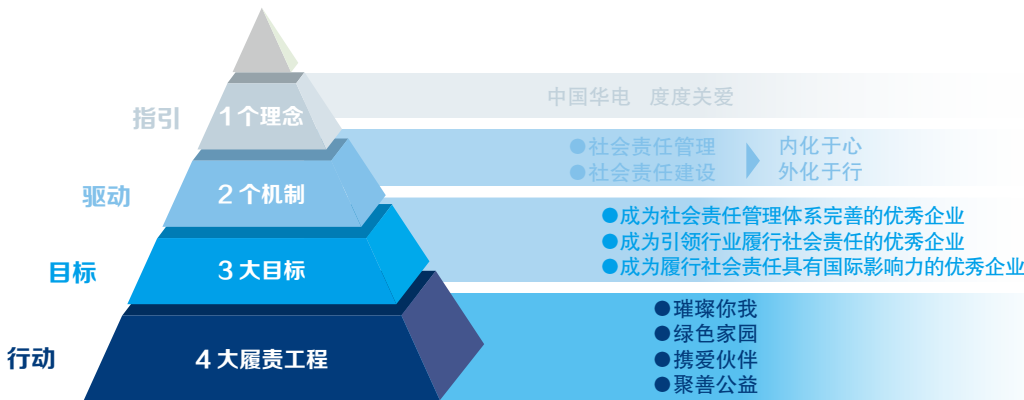 指引
1个理念
中国华电 度度关爱
驱动
2个机制
●社会责任管理
●社会责任建设
内化于心
外化于行
目标
3大目标
●成为社会责任管理体系完善的优秀企业
●成为引领行业履行社会责任的优秀企业
●成为履行社会责任具有国际影响力的优秀企业
行动
4大履责工程
●璀璨你我
●绿色家园
●携爱伙伴
●聚善公益